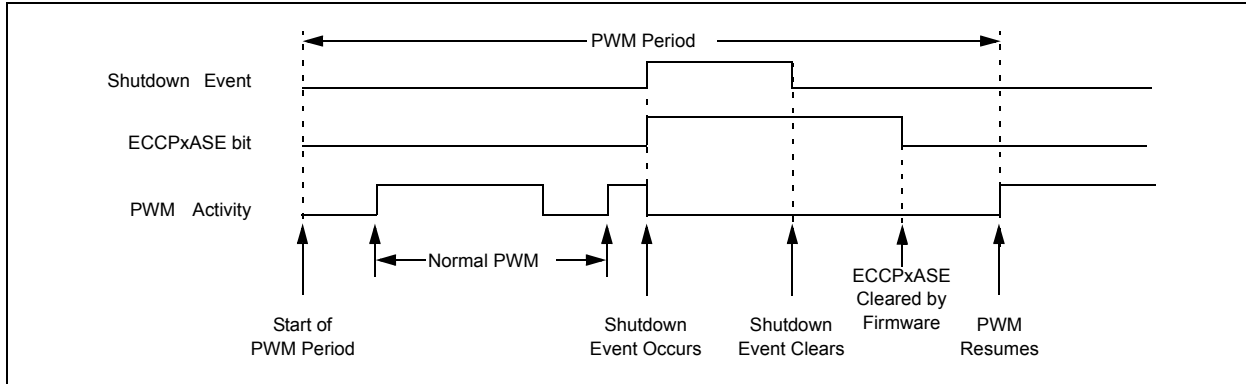 PWM Period
Shutdown Event
ECCPxASE bit
PWM Activity
Normal PWM
Start of
PWM Period
Shutdown
Event Occurs
Shutdown
Event Clears
ECCPxASE
Cleared by
Firmware
PWM
Resumes